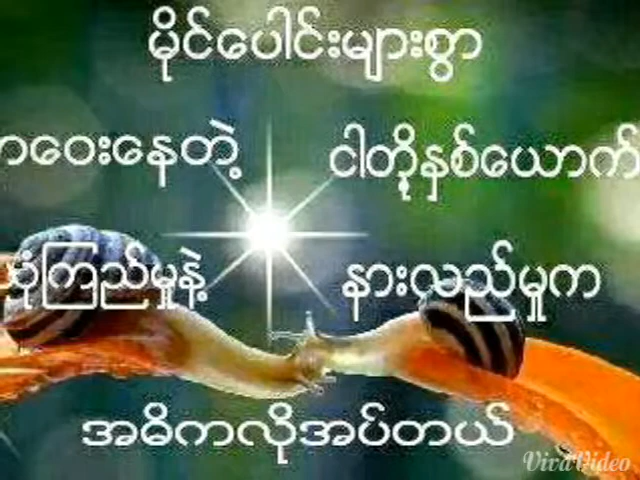 မိုင်ပေါင်းများစွာ
ဝေးနေတဲ့ ငါတို့နှစ်ယောက်
ယုံကြည်မှုနဲ့ နားလည်မှုက
အဓိကလိုအပ်တယ်
VivaVideo